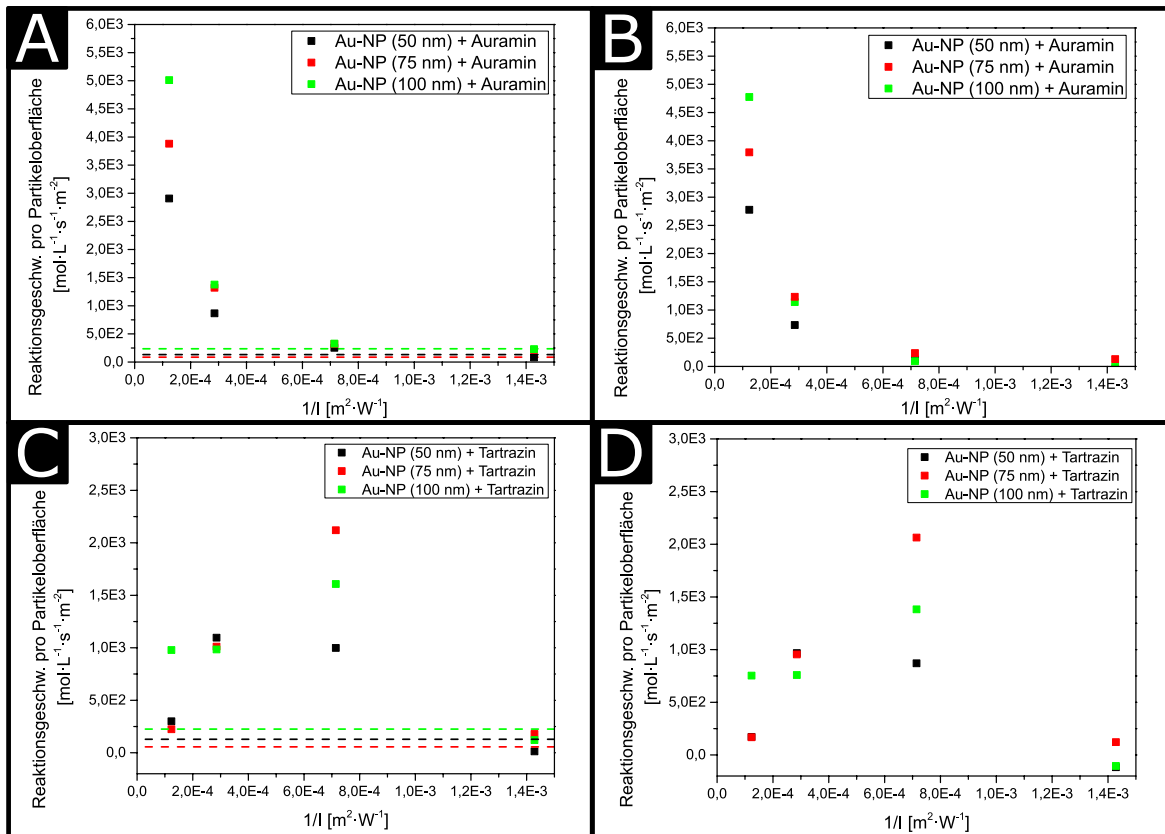 A
Reaktionsgeschw. pro Partikeloberfläche
[mol·L⁻¹·s⁻¹·m⁻²]
6,0E3
5,5E3
5,0E3
4,5E3
4,0E3
3,5E3
3,0E3
2,5E3
2,0E3
1,5E3
1,0E3
5,0E2
0,0
Au-NP (50 nm) + Auramin
Au-NP (75 nm) + Auramin
Au-NP (100 nm) + Auramin
0,0 2,0E-4 4,0E-4 6,0E-4 8,0E-4 1,0E-3 1,2E-3 1,4E-3
1/I [m²·W⁻¹]
B
Reaktionsgeschw. pro Partikeloberfläche
[mol·L⁻¹·s⁻¹·m⁻²]
6,0E3
5,5E3
5,0E3
4,5E3
4,0E3
3,5E3
3,0E3
2,5E3
2,0E3
1,5E3
1,0E3
5,0E2
0,0
Au-NP (50 nm) + Auramin
Au-NP (75 nm) + Auramin
Au-NP (100 nm) + Auramin
0,0 2,0E-4 4,0E-4 6,0E-4 8,0E-4 1,0E-3 1,2E-3 1,4E-3
1/I [m²·W⁻¹]
C
Reaktionsgeschw. pro Partikeloberfläche
[mol·L⁻¹·s⁻¹·m⁻²]
3,0E3
2,5E3
2,0E3
1,5E3
1,0E3
5,0E2
0,0
Au-NP (50 nm) + Tartrazin
Au-NP (75 nm) + Tartrazin
Au-NP (100 nm) + Tartrazin
0,0 2,0E-4 4,0E-4 6,0E-4 8,0E-4 1,0E-3 1,2E-3 1,4E-3
1/I [m²·W⁻¹]
D
Reaktionsgeschw. pro Partikeloberfläche
[mol·L⁻¹·s⁻¹·m⁻²]
3,0E3
2,5E3
2,0E3
1,5E3
1,0E3
5,0E2
0,0
Au-NP (50 nm) + Tartrazin
Au-NP (75 nm) + Tartrazin
Au-NP (100 nm) + Tartrazin
0,0 2,0E-4 4,0E-4 6,0E-4 8,0E-4 1,0E-3 1,2E-3 1,4E-3
1/I [m²·W⁻¹]